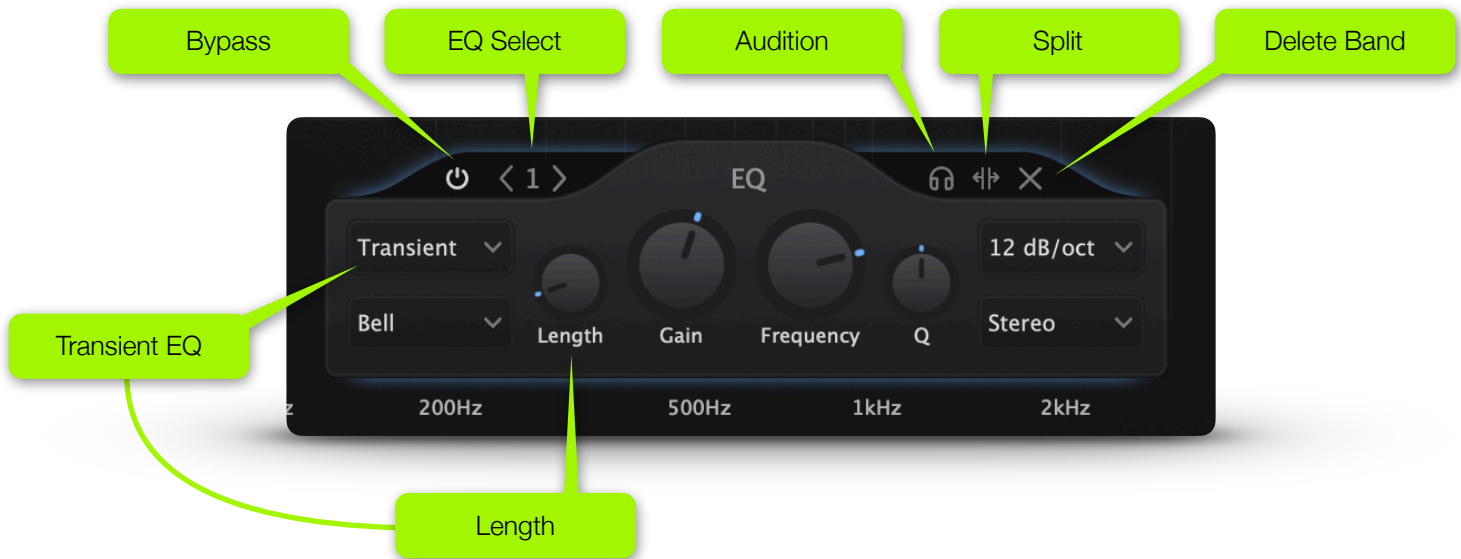 Bypass
EQ Select
Audition
Split
Delete Band
1
EQ
Transient
12 dB/oct
Bell
Length
Gain
Frequency
Q
Stereo
Transient EQ
z
200Hz
500Hz
1kHz
2kHz
Length